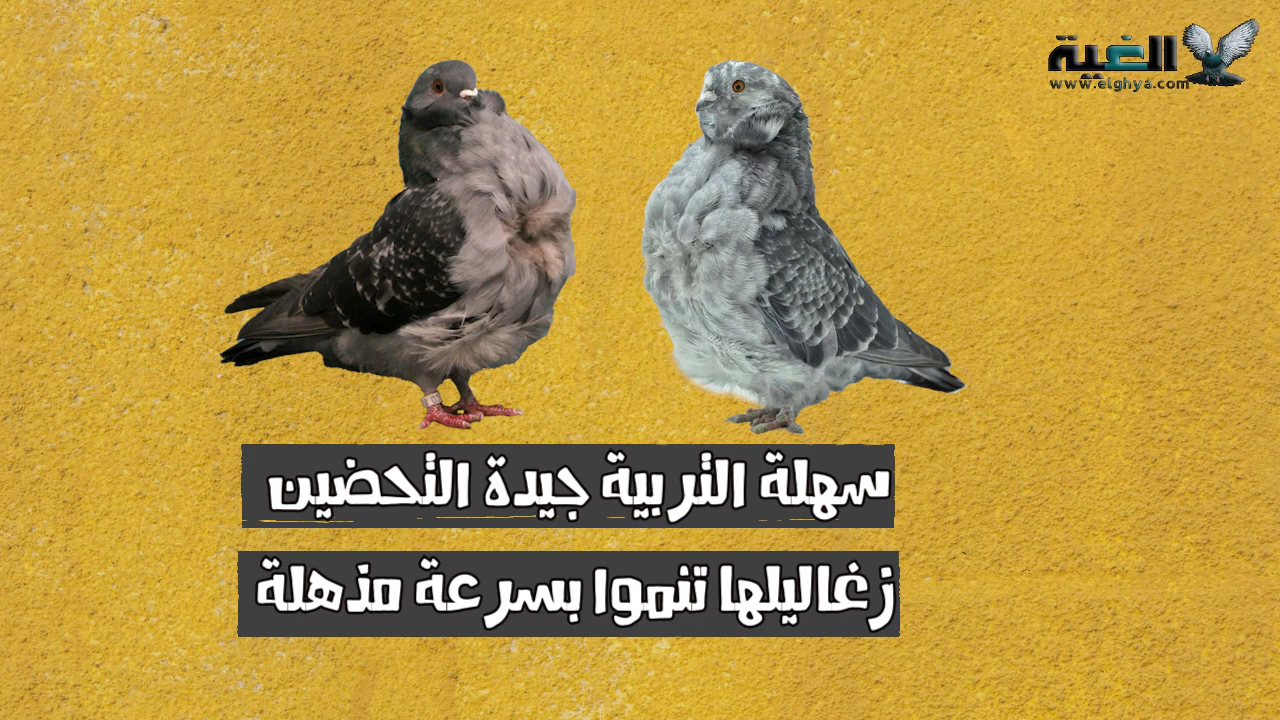 الغية
www.elghya.com
سهلة التربية جيدة التحضين
زغاليلها تنموا بسرعة مذهلة